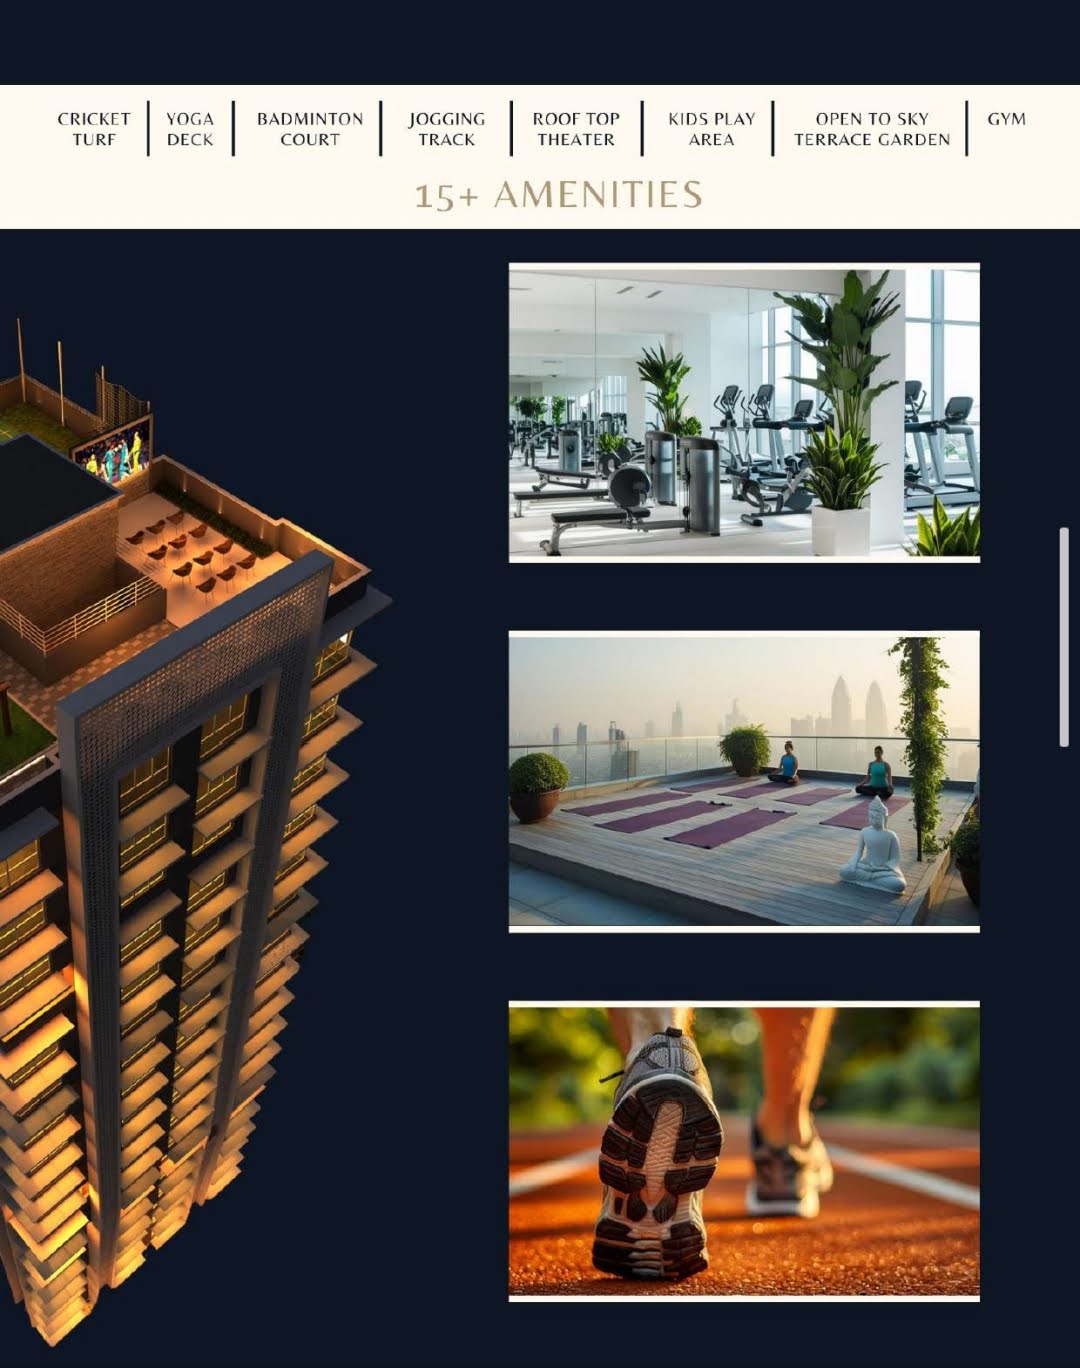 CRICKET
TURF
YOGA
DECK
BADMINTON
COURT
JOGGING
TRACK
ROOF TOP
THEATER
KIDS PLAY
AREA
OPEN TO SKY
TERRACE GARDEN
GYM
15+ AMENITIES